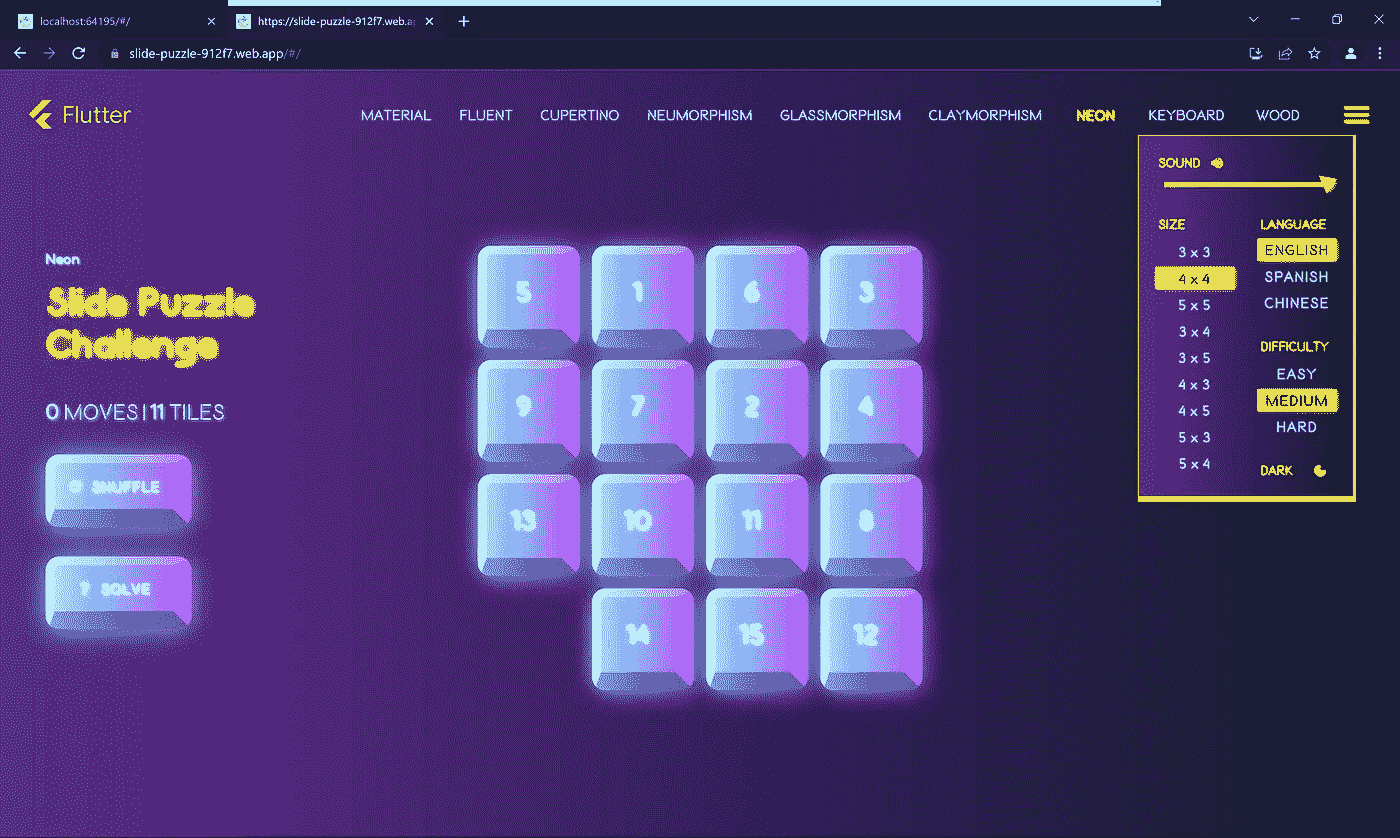 localhost:64195/#/
https://slide-puzzle-912f7.web.ap
slide-puzzle-912f7.web.app/#/
Flutter
MATERIAL FLUENT CUPERTINO NEUMORPHISM GLASSMORPHISM CLAYMORPHISM NEON KEYBOARD WOOD
Neon
Slide Puzzle
Challenge
0 MOVES | 11 TILES
SHUFFLE
SOLVE
5 1 6 3
9 7 2 4
13 10 11 8
14 15 12
SOUND
SIZE
3 x 3
4 x 4
5 x 5
3 x 4
3 x 5
4 x 3
4 x 5
5 x 3
5 x 4
LANGUAGE
ENGLISH
SPANISH
CHINESE
DIFFICULTY
EASY
MEDIUM
HARD
DARK